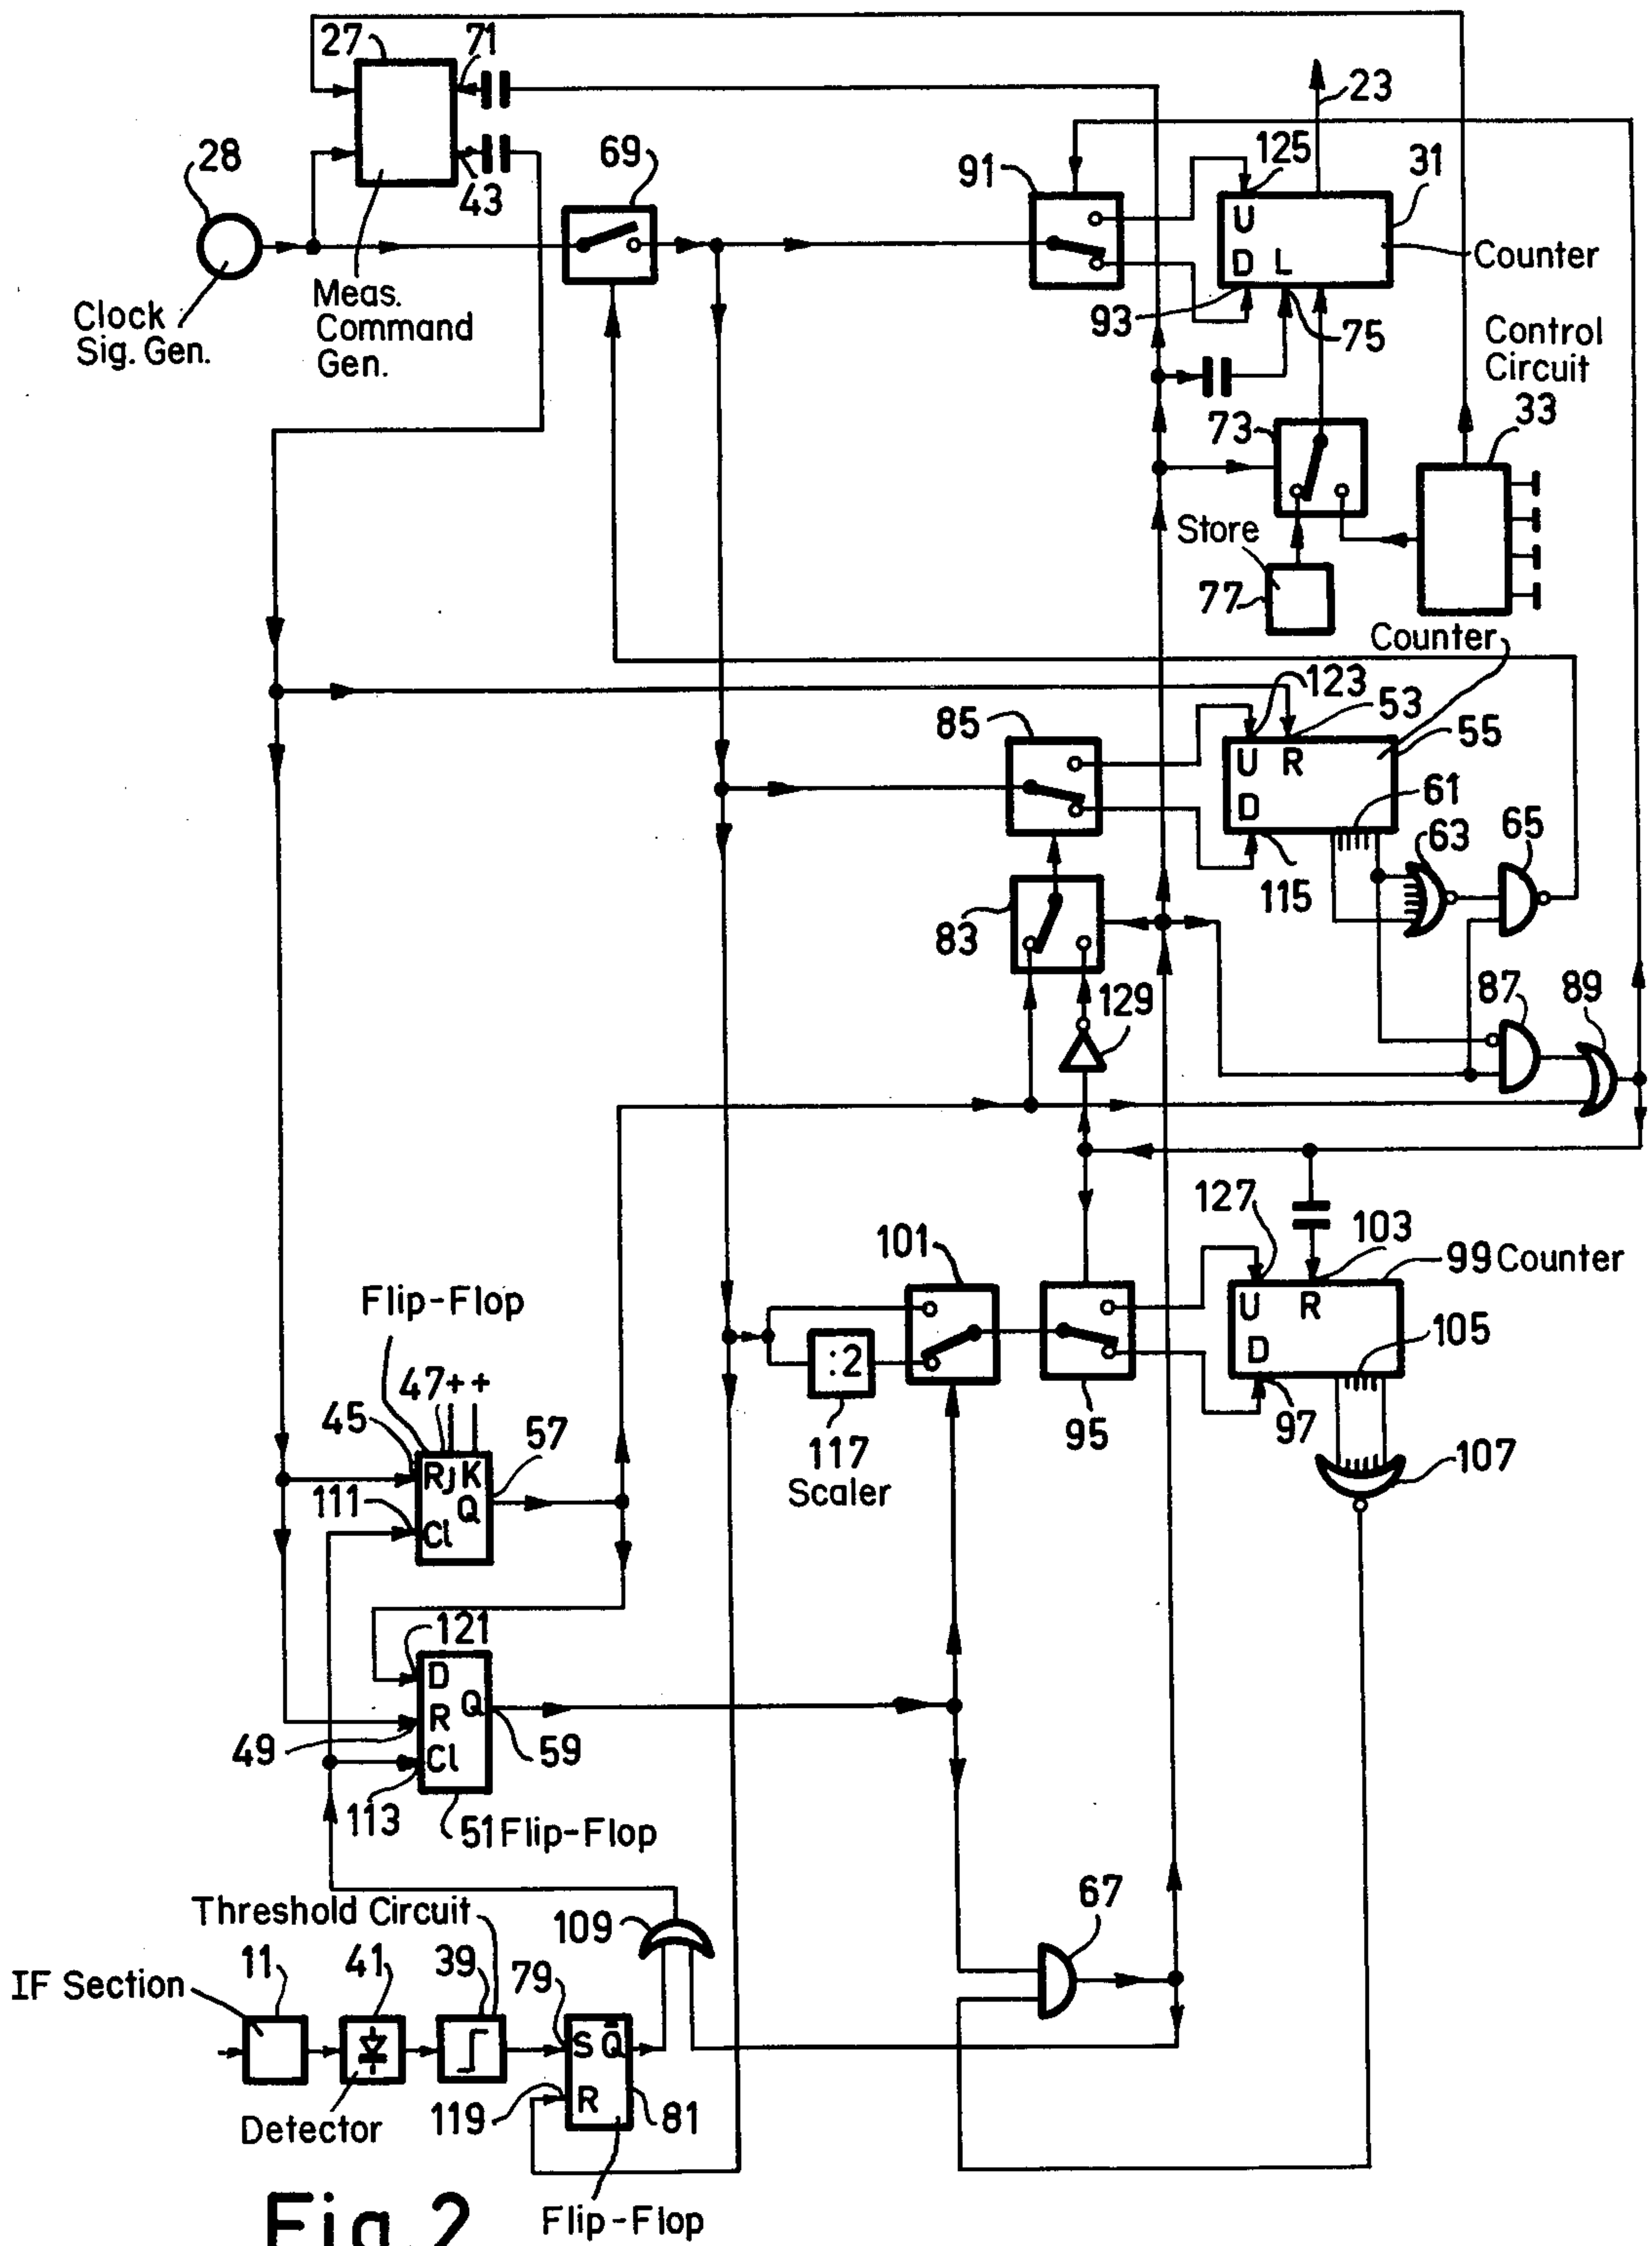 27
71
28
43
69
91
125
23
31
U
D L
Counter
93
75
Clock
Sig. Gen.
Meas.
Command
Gen.
Control
Circuit
33
73
Store
77
Counter
123
53
55
85
U R
D
61
63
65
115
83
129
87
89
127
103
99 Counter
101
U R
D
105
97
107
:2
117
Scaler
95
Flip-Flop
47 + +
45
57
RJ K
Q
111
Cl
121
D
R
Q
Cl
49
59
113
51 Flip-Flop
67
Threshold Circuit
109
IF Section
11
41
39
79
S Q̄
R
119
81
Detector
Flip-Flop
Fig. 2